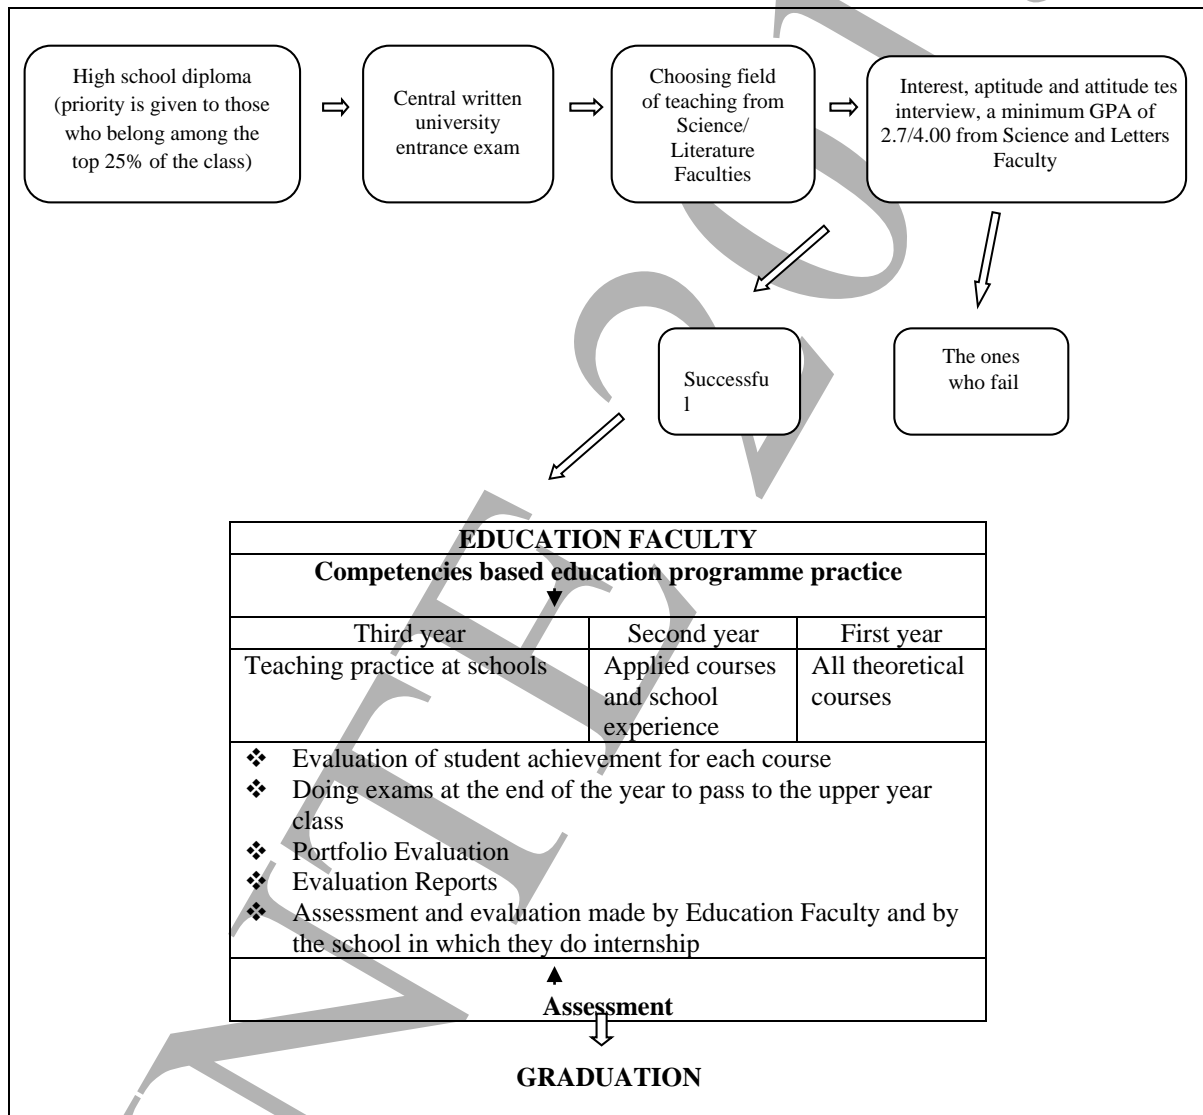 High school diploma
(priority is given to those
who belong among the
top 25% of the class)
Central written
university
entrance exam
Choosing field
of teaching from
Science/
Literature
Faculties
Interest, aptitude and attitude tes
interview, a minimum GPA of
2.7/4.00 from Science and Letters
Faculty
Successfu
l
The ones
who fail
EDUCATION FACULTY
Competencies based education programme practice
Third year
Second year
First year
Teaching practice at schools
Applied courses
and school
experience
All theoretical
courses
❖ Evaluation of student achievement for each course
❖ Doing exams at the end of the year to pass to the upper year
class
❖ Portfolio Evaluation
❖ Evaluation Reports
❖ Assessment and evaluation made by Education Faculty and by
the school in which they do internship
Assessment
GRADUATION